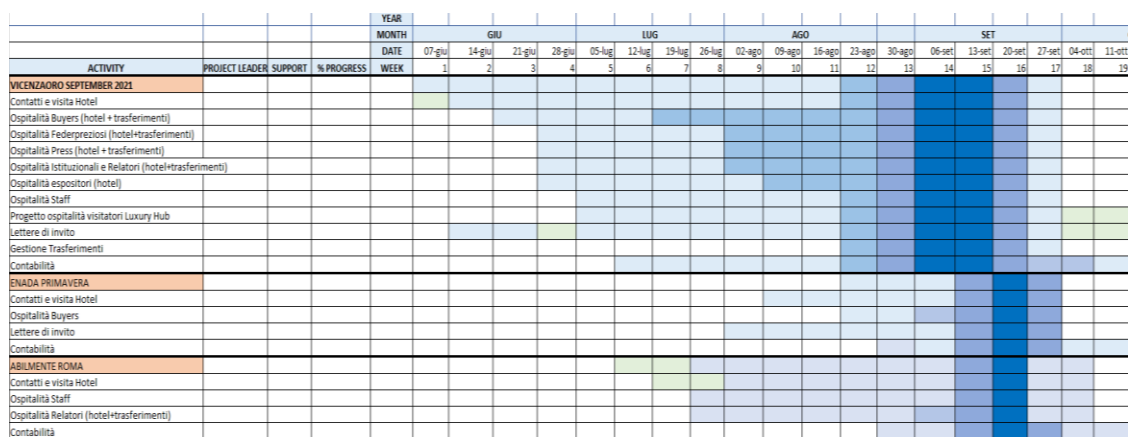 YEAR
MONTH GIU LUG AGO SET
DATE 07-giu 14-giu 21-giu 28-giu 05-lug 12-lug 19-lug 26-lug 02-ago 09-ago 16-ago 23-ago 30-ago 06-set 13-set 20-set 27-set 04-ott 11-ott
ACTIVITY PROJECT LEADER SUPPORT % PROGRESS WEEK 1 2 3 4 5 6 7 8 9 10 11 12 13 14 15 16 17 18 19
VICENZAORO SEPTEMBER 2021
Contatti e visita Hotel
Ospitalità Buyers (hotel + trasferimenti)
Ospitalità Federpreziosi (hotel+trasferimenti)
Ospitalità Press (hotel + trasferimenti)
Ospitalità Istituzionali e Relatori (hotel+trasferimenti)
Ospitalità espositori (hotel)
Ospitalità Staff
Progetto ospitalità visitatori Luxury Hub
Lettere di invito
Gestione Trasferimenti
Contabilità
ENADA PRIMAVERA
Contatti e visita Hotel
Ospitalità Buyers
Lettere di invito
Contabilità
ABILMENTE ROMA
Contatti e visita Hotel
Ospitalità Staff
Ospitalità Relatori (hotel+trasferimenti)
Contabilità